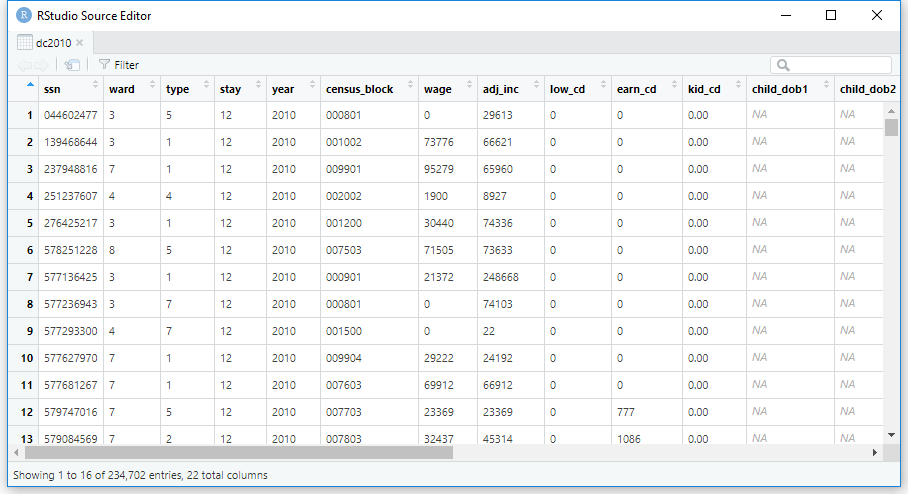 RStudio Source Editor
dc2010
Filter
ssn ward type stay year census_block wage adj_inc low_cd earn_cd kid_cd child_dob1 child_dob2
1 044602477 3 5 12 2010 000801 0 29613 0 0 0.00 NA NA
2 139468644 3 1 12 2010 001002 73776 66621 0 0 0.00 NA NA
3 237948816 7 1 12 2010 009901 95279 65960 0 0 0.00 NA NA
4 251237607 4 4 12 2010 002002 1900 8927 0 0 0.00 NA NA
5 276425217 3 1 12 2010 001200 30440 74336 0 0 0.00 NA NA
6 578251228 8 5 12 2010 007503 71505 73633 0 0 0.00 NA NA
7 577136425 3 1 12 2010 000901 21372 248668 0 0 0.00 NA NA
8 577236943 3 7 12 2010 000801 0 74103 0 0 0.00 NA NA
9 577293300 4 7 12 2010 001500 0 22 0 0 0.00 NA NA
10 577627970 7 1 12 2010 009904 29222 24192 0 0 0.00 NA NA
11 577681267 7 1 12 2010 007603 69912 66912 0 0 0.00 NA NA
12 579747016 7 5 12 2010 007703 23369 23369 0 777 0.00 NA NA
13 579084569 7 2 12 2010 007803 32437 45314 0 1086 0.00 NA NA
Showing 1 to 16 of 234,702 entries, 22 total columns